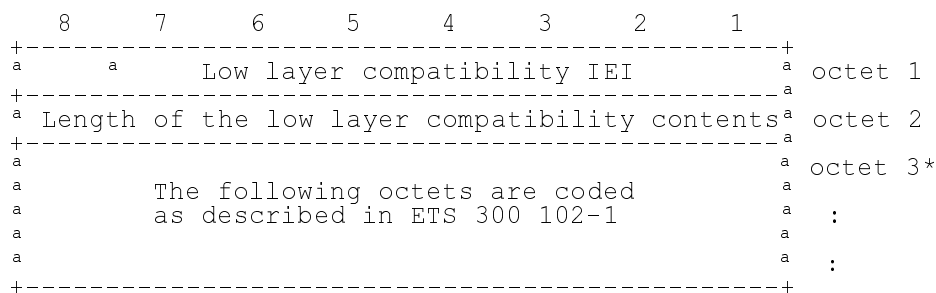 8 7 6 5 4 3 2 1
+-----------------------------------------------+
a a Low layer compatibility IEI a octet 1
+-----------------------------------------------a
a Length of the low layer compatibility contentsa octet 2
+-----------------------------------------------a
a a octet 3*
a The following octets are coded a
a as described in ETS 300 102-1 a :
a a
a a :
+-----------------------------------------------+